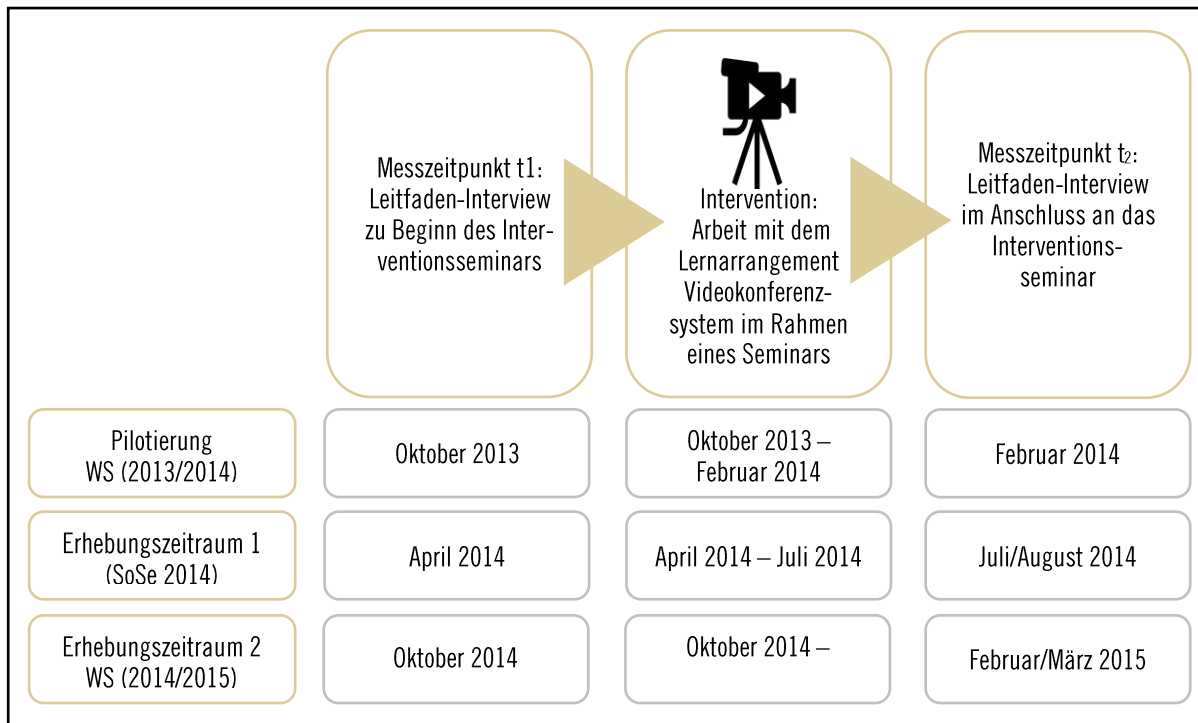 Messzeitpunkt t1:
Leitfaden-Interview
zu Beginn des Inter-
ventionsseminars
Intervention:
Arbeit mit dem
Lernarrangement
Videokonferenz-
system im Rahmen
eines Seminars
Messzeitpunkt t₂:
Leitfaden-Interview
im Anschluss an das
Interventions-
seminar
Pilotierung
WS (2013/2014)
Oktober 2013
Oktober 2013 –
Februar 2014
Februar 2014
Erhebungszeitraum 1
(SoSe 2014)
April 2014
April 2014 – Juli 2014
Juli/August 2014
Erhebungszeitraum 2
WS (2014/2015)
Oktober 2014
Oktober 2014 –
Februar/März 2015